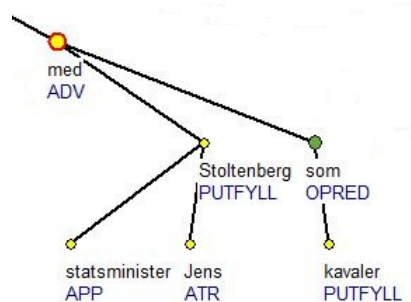 med
ADV
Stoltenberg som
PUTFYLL OPRED
statsminister Jens kavaler
APP ATR PUTFYLL